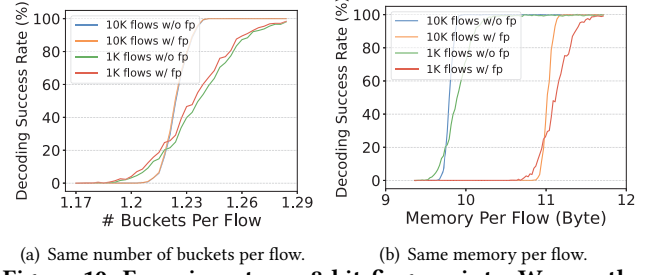 Decoding Success Rate (%)
100
80
60
40
20
0
10K flows w/o fp
10K flows w/ fp
1K flows w/o fp
1K flows w/ fp
1.17
1.2
1.23
1.26
1.29
# Buckets Per Flow
(a) Same number of buckets per flow.
Decoding Success Rate (%)
100
80
60
40
20
0
10K flows w/o fp
10K flows w/ fp
1K flows w/o fp
1K flows w/ fp
9
10
11
12
Memory Per Flow (Byte)
(b) Same memory per flow.